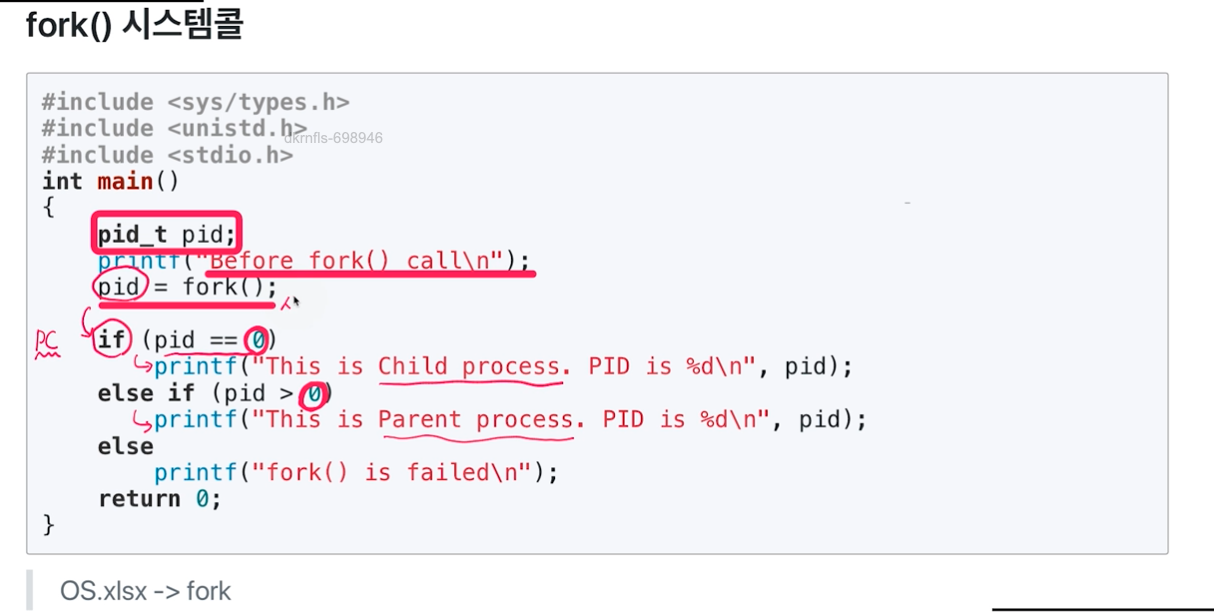 fork() 시스템콜
#include <sys/types.h>
#include <unistd.h>
dkrnfls-698946
#include <stdio.h>
int main()
{
pid_t pid;
printf("Before fork() call\n");
pid = fork();
PC if (pid == 0)
printf("This is Child process. PID is %d\n", pid);
else if (pid > 0)
printf("This is Parent process. PID is %d\n", pid);
else
printf("fork() is failed\n");
return 0;
}
OS.xlsx -> fork